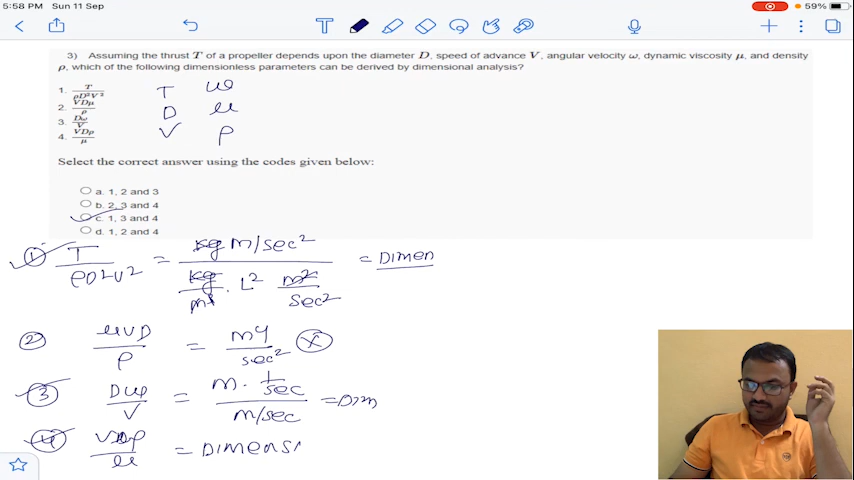 5:58 PM Sun 11 Sep
59%
3) Assuming the thrust T of a propeller depends upon the diameter D, speed of advance V, angular velocity ω, dynamic viscosity μ, and density
ρ, which of the following dimensionless parameters can be derived by dimensional analysis?
1. T / ρD²V²
2. VDμ / ρ
3. Dω / V
4. VDρ / μ
T ω
D μ
V ρ
Select the correct answer using the codes given below:
a. 1, 2 and 3
b. 2, 3 and 4
c. 1, 3 and 4
d. 1, 2 and 4
① T / ρD²V² = kg m/sec² / kg/m³ · L² m²/sec² = Dimen
② μVD / ρ = m⁴ / sec² X
③ Dω / V = m · 1/sec / m/sec = Dim
④ VDρ / μ = Dimensi